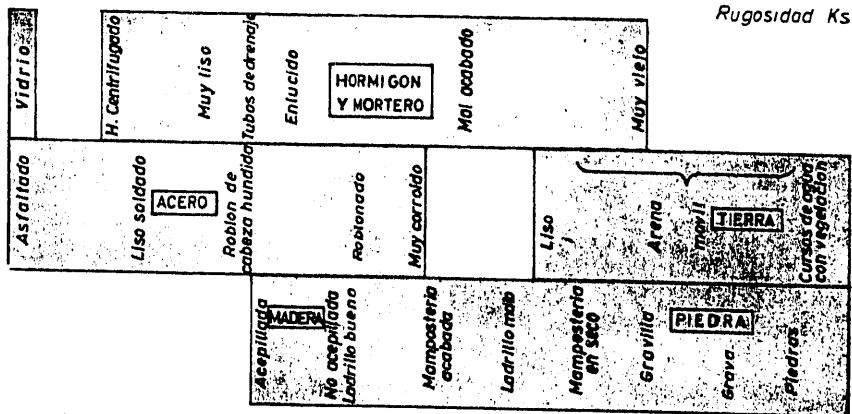 Rugosidad Ks
Vidrio
H. Centrifugado
Muy liso
Tubos de drenaje
Enlucido
HORMIGON
Y MORTERO
Mal acabado
Muy viejo
Asfaltado
Liso soldado
ACERO
Roblon de
cabeza hundida
Roblonado
Muy corroido
Liso
Arena
movil
TIERRA
Cursos de agua
con vegetacion
Acepillada
MADERA
No acepillada
Ladrillo bueno
Mamposteria
acabada
Ladrillo malo
Mamposteria
en seco
Gravilla
PIEDRA
Grava
Piedras